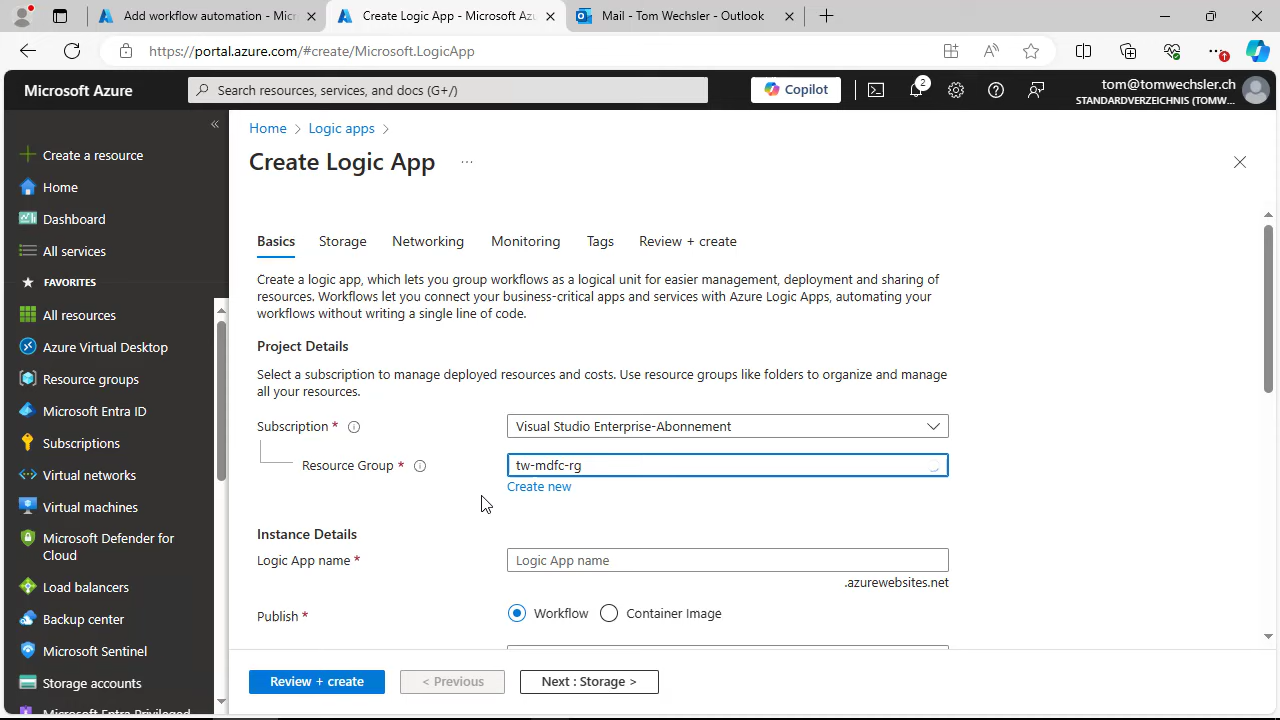 Add workflow automation - Mic
Create Logic App - Microsoft Az
Mail - Tom Wechsler - Outlook
https://portal.azure.com/#create/Microsoft.LogicApp
Microsoft Azure
Search resources, services, and docs (G+/)
Copilot
2
tom@tomwechsler.ch
STANDARDVERZEICHNIS (TOMW...
Create a resource
Home
Dashboard
All services
FAVORITES
All resources
Azure Virtual Desktop
Resource groups
Microsoft Entra ID
Subscriptions
Virtual networks
Virtual machines
Microsoft Defender for
Cloud
Load balancers
Backup center
Microsoft Sentinel
Storage accounts
Microsoft Entra Privileged
Home > Logic apps >
Create Logic App ...
Basics Storage Networking Monitoring Tags Review + create
Create a logic app, which lets you group workflows as a logical unit for easier management, deployment and sharing of
resources. Workflows let you connect your business-critical apps and services with Azure Logic Apps, automating your
workflows without writing a single line of code.
Project Details
Select a subscription to manage deployed resources and costs. Use resource groups like folders to organize and manage
all your resources.
Subscription * Visual Studio Enterprise-Abonnement
Resource Group * tw-mdfc-rg
Create new
Instance Details
Logic App name * Logic App name
.azurewebsites.net
Publish * Workflow Container Image
Review + create < Previous Next : Storage >